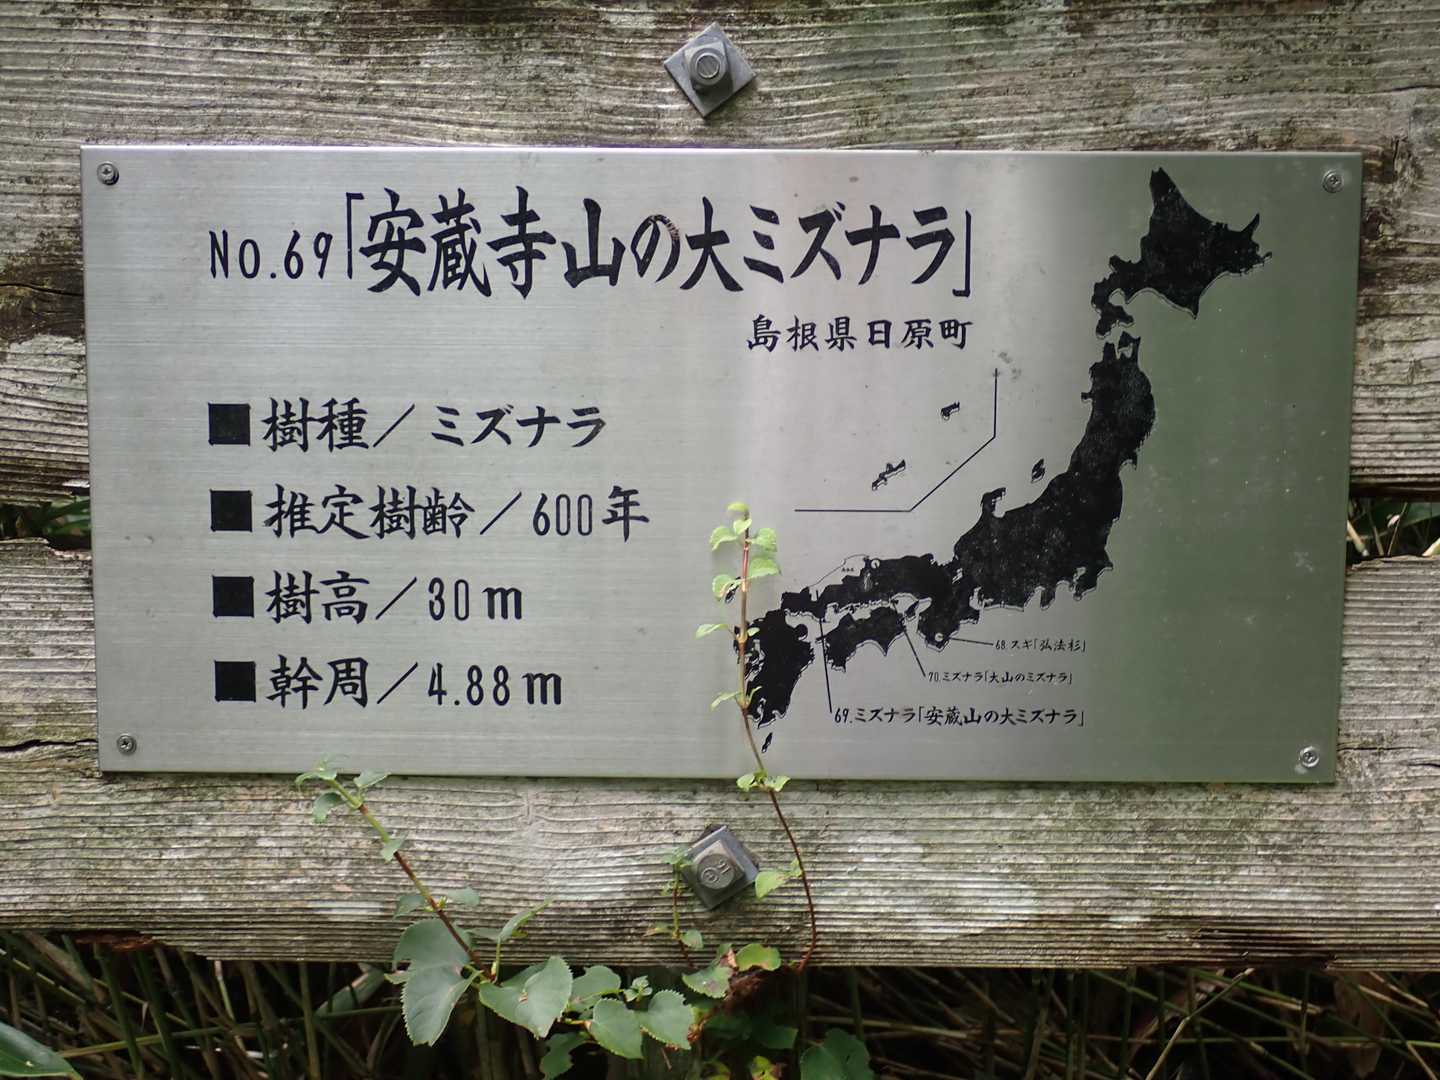 No.69「安蔵寺山の大ミズナラ」
島根県日原町
■樹種／ミズナラ
■推定樹齢／600年
■樹高／30m
■幹周／4.88m
68 スギ「弘法杉」
70.ミズナラ「大山のミズナラ」
69.ミズナラ「安蔵山の大ミズナラ」